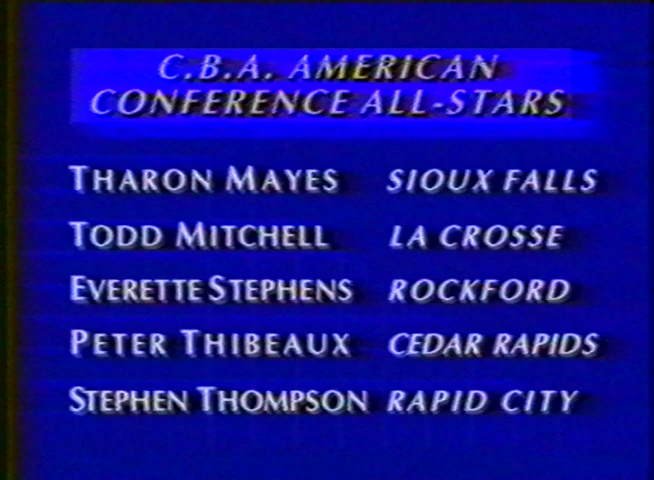 C.B.A. AMERICAN
CONFERENCE ALL-STARS
THARON MAYES SIOUX FALLS
TODD MITCHELL LA CROSSE
EVERETTE STEPHENS ROCKFORD
PETER THIBEAUX CEDAR RAPIDS
STEPHEN THOMPSON RAPID CITY